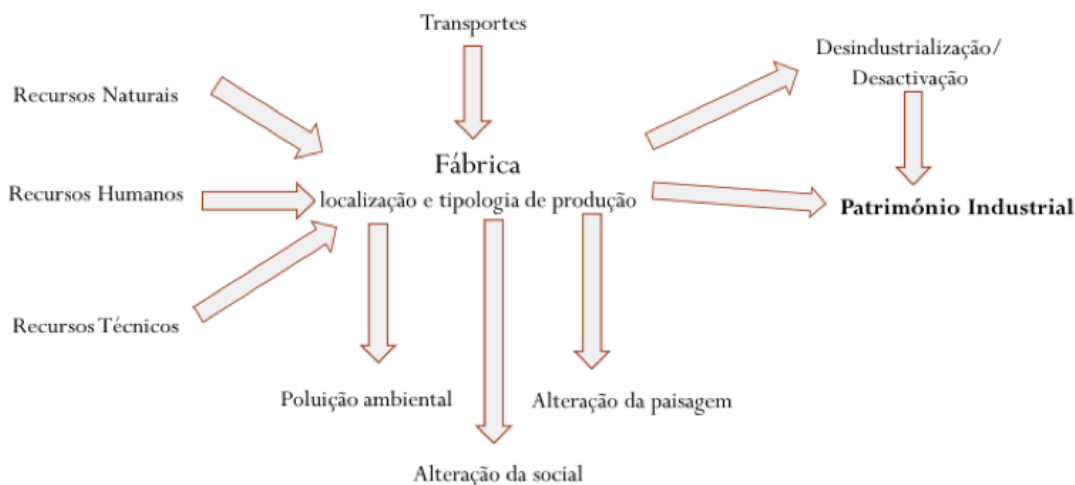 Transportes
Desindustrialização/
Desactivação
Recursos Naturais
Fábrica
Recursos Humanos
localização e tipologia de produção
Património Industrial
Recursos Técnicos
Poluição ambiental
Alteração da paisagem
Alteração da social